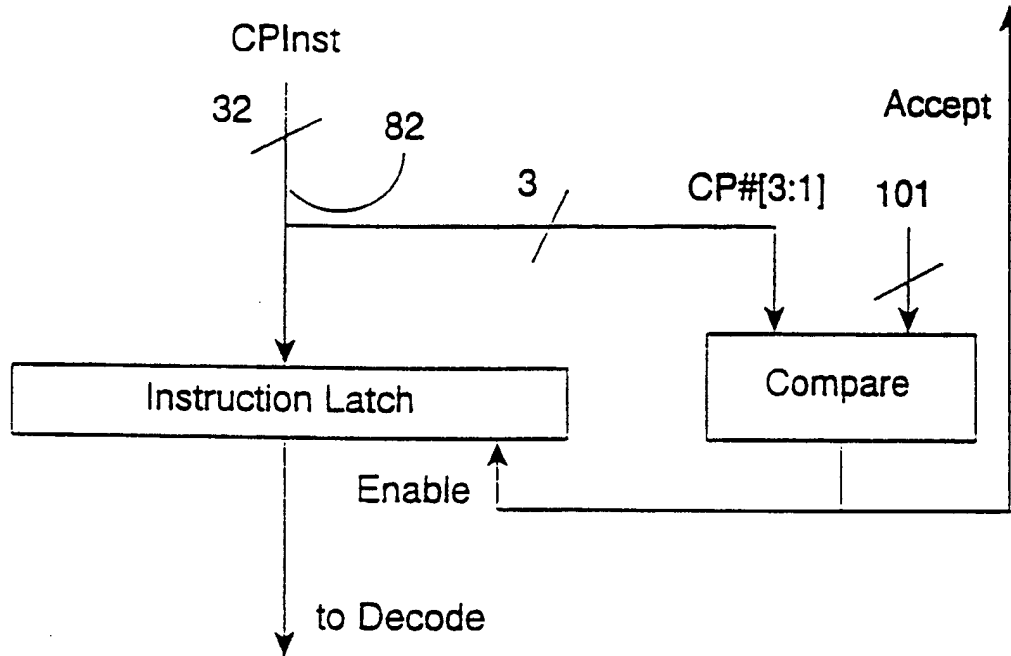 CPInst
32
82
Accept
3
CP#[3:1]
101
Instruction Latch
Compare
Enable
to Decode